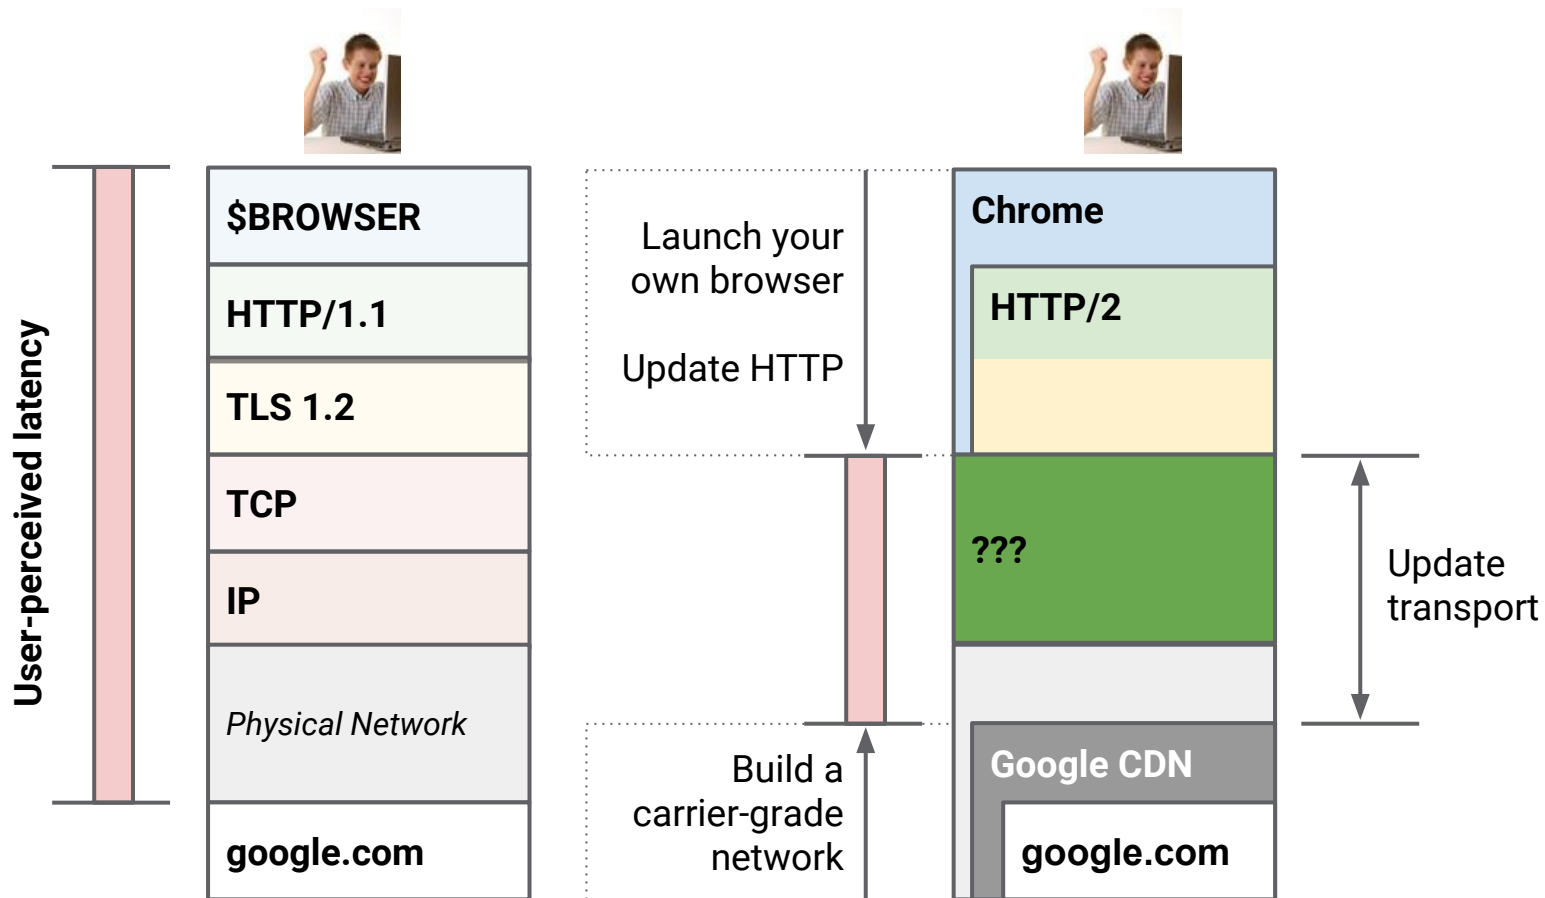 User-perceived latency
$BROWSER
HTTP/1.1
TLS 1.2
TCP
IP
Physical Network
google.com
Launch your
own browser
Update HTTP
Build a
carrier-grade
network
Chrome
HTTP/2
???
Google CDN
google.com
Update
transport